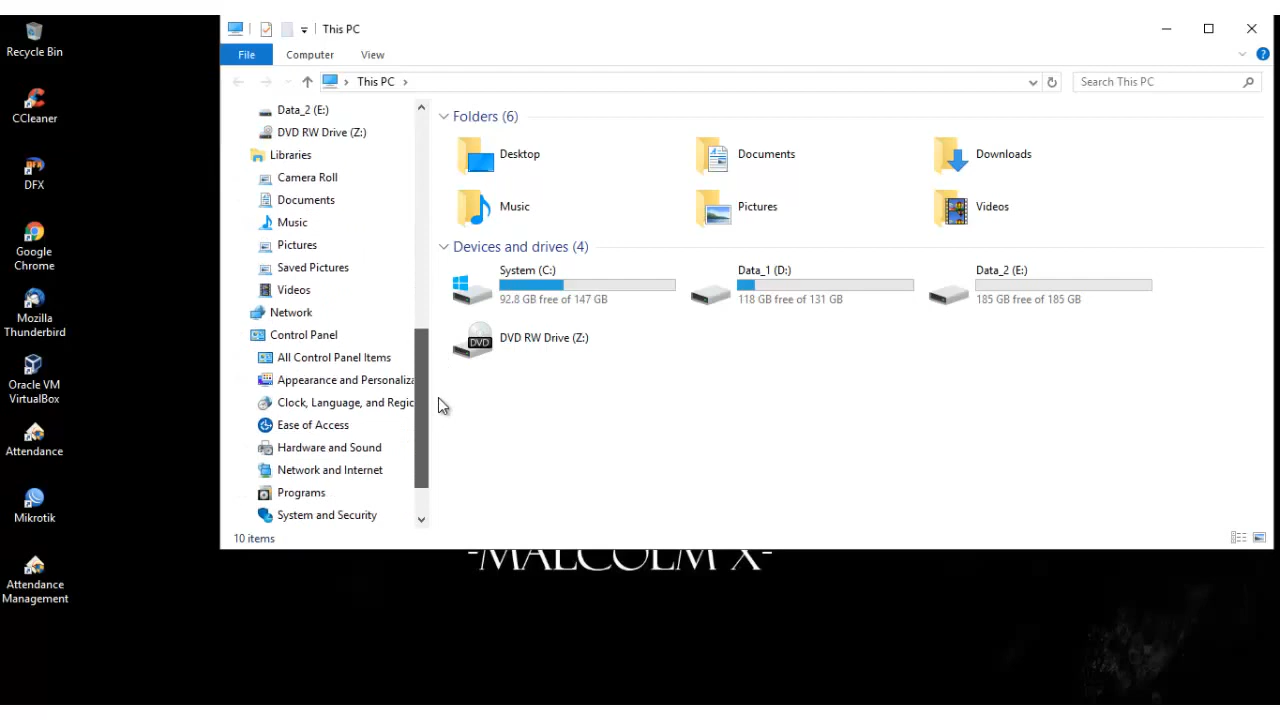 Recycle Bin
CCleaner
DFX
Google
Chrome
Mozilla
Thunderbird
Oracle VM
VirtualBox
Attendance
Mikrotik
Attendance
Management
This PC
File Computer View
This PC
Search This PC
Data_2 (E:)
DVD RW Drive (Z:)
Libraries
Camera Roll
Documents
Music
Pictures
Saved Pictures
Videos
Network
Control Panel
All Control Panel Items
Appearance and Personaliza
Clock, Language, and Regic
Ease of Access
Hardware and Sound
Network and Internet
Programs
System and Security
Folders (6)
Desktop
Documents
Downloads
Music
Pictures
Videos
Devices and drives (4)
System (C:)
92.8 GB free of 147 GB
Data_1 (D:)
118 GB free of 131 GB
Data_2 (E:)
185 GB free of 185 GB
DVD
DVD RW Drive (Z:)
10 items
-MALCOLM X-